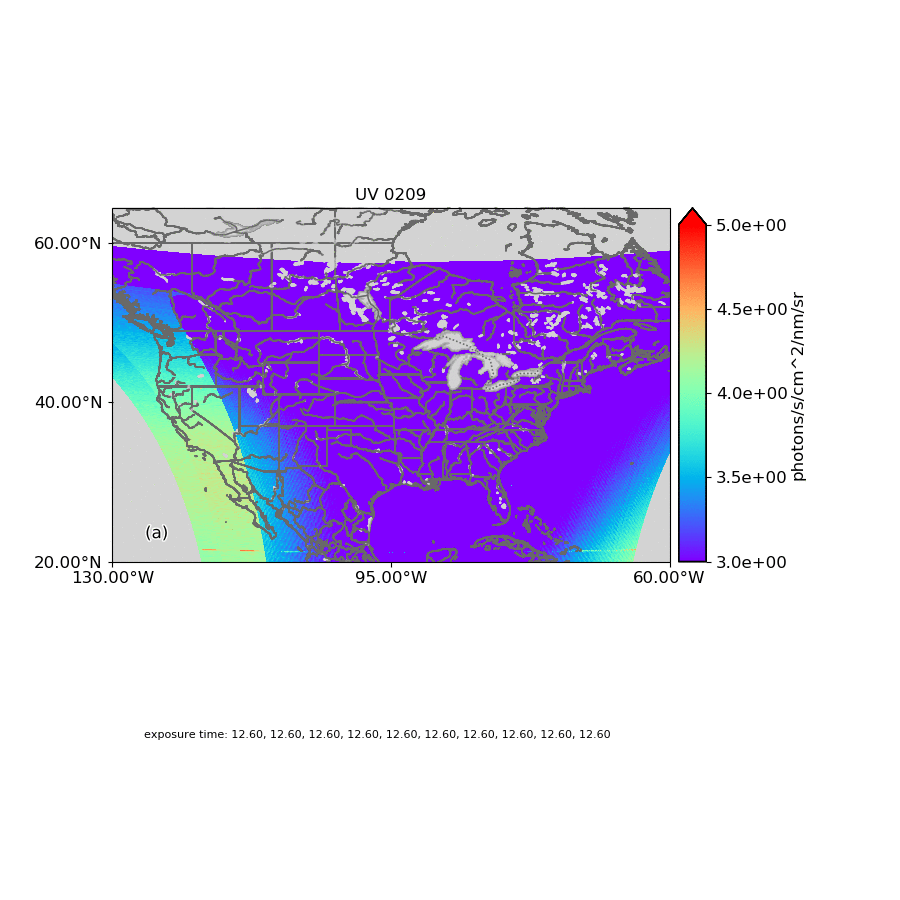 UV 0209
60.00°N
40.00°N
20.00°N
130.00°W
95.00°W
60.00°W
(a)
5.0e+00
4.5e+00
4.0e+00
3.5e+00
3.0e+00
photons/s/cm^2/nm/sr
exposure time: 12.60, 12.60, 12.60, 12.60, 12.60, 12.60, 12.60, 12.60, 12.60, 12.60